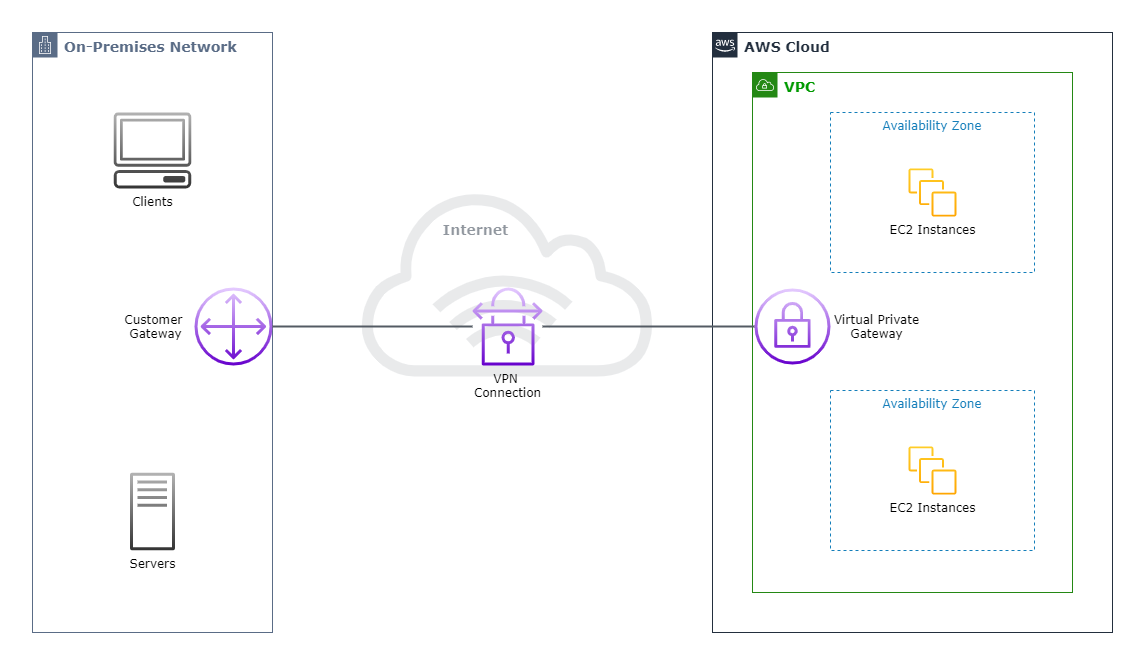 On-Premises Network
Clients
Customer
Gateway
Servers
Internet
VPN
Connection
aws
AWS Cloud
VPC
Availability Zone
EC2 Instances
Virtual Private
Gateway
Availability Zone
EC2 Instances